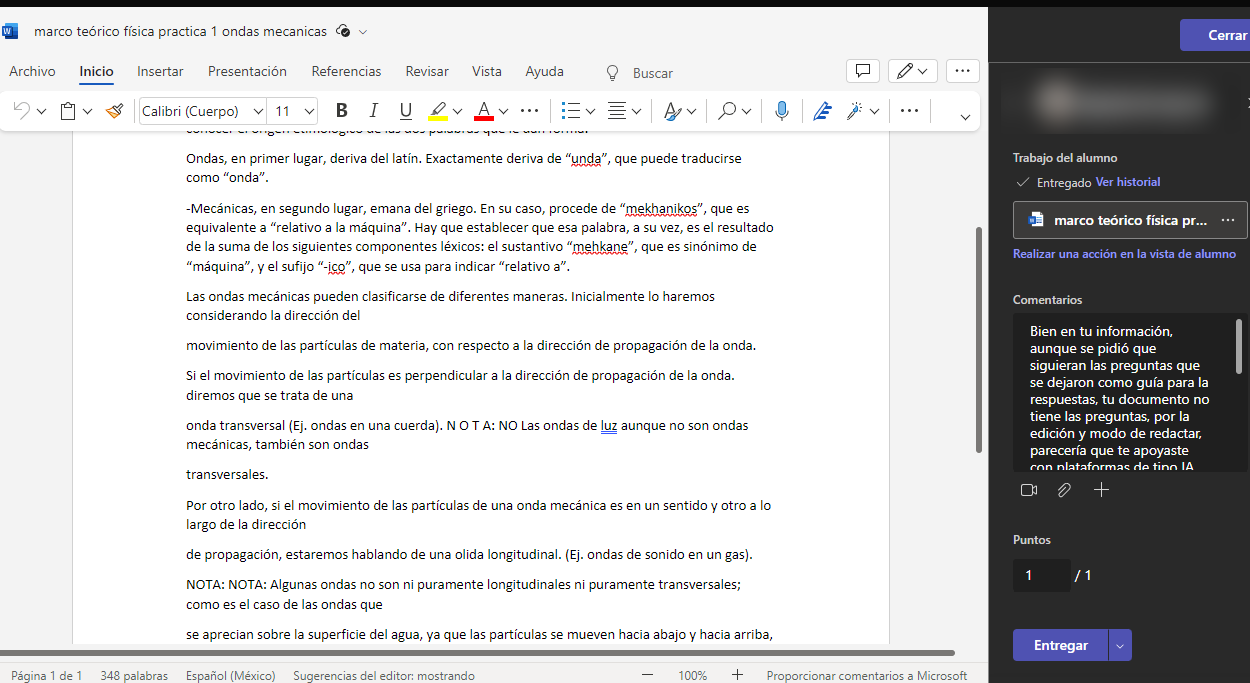 marco teórico física practica 1 ondas mecanicas
Cerrar
Archivo Inicio Insertar Presentación Referencias Revisar Vista Ayuda Buscar
Calibri (Cuerpo) 11 B I U A
conocer el origen etimológico de las dos palabras que le dan forma:
Ondas, en primer lugar, deriva del latín. Exactamente deriva de “unda”, que puede traducirse
como “onda”.
-Mecánicas, en segundo lugar, emana del griego. En su caso, procede de “mekhanikos”, que es
equivalente a “relativo a la máquina”. Hay que establecer que esa palabra, a su vez, es el resultado
de la suma de los siguientes componentes léxicos: el sustantivo “mehkane”, que es sinónimo de
“máquina”, y el sufijo “-ico”, que se usa para indicar “relativo a”.
Las ondas mecánicas pueden clasificarse de diferentes maneras. Inicialmente lo haremos
considerando la dirección del
movimiento de las partículas de materia, con respecto a la dirección de propagación de la onda.
Si el movimiento de las partículas es perpendicular a la dirección de propagación de la onda.
diremos que se trata de una
onda transversal (Ej. ondas en una cuerda). N O T A: NO Las ondas de luz aunque no son ondas
mecánicas, también son ondas
transversales.
Por otro lado, si el movimiento de las partículas de una onda mecánica es en un sentido y otro a lo
largo de la dirección
de propagación, estaremos hablando de una olida longitudinal. (Ej. ondas de sonido en un gas).
NOTA: NOTA: Algunas ondas no son ni puramente longitudinales ni puramente transversales;
como es el caso de las ondas que
se aprecian sobre la superficie del agua, ya que las partículas se mueven hacia abajo y hacia arriba,
Página 1 de 1 348 palabras Español (México) Sugerencias del editor: mostrando 100% Proporcionar comentarios a Microsoft
Trabajo del alumno
Entregado Ver historial
marco teórico física pr...
Realizar una acción en la vista de alumno
Comentarios
Bien en tu información,
aunque se pidió que
siguieran las preguntas que
se dejaron como guía para la
respuestas, tu documento no
tiene las preguntas, por la
edición y modo de redactar,
parecería que te apoyaste
con plataformas de tipo IA
Puntos
1 / 1
Entregar